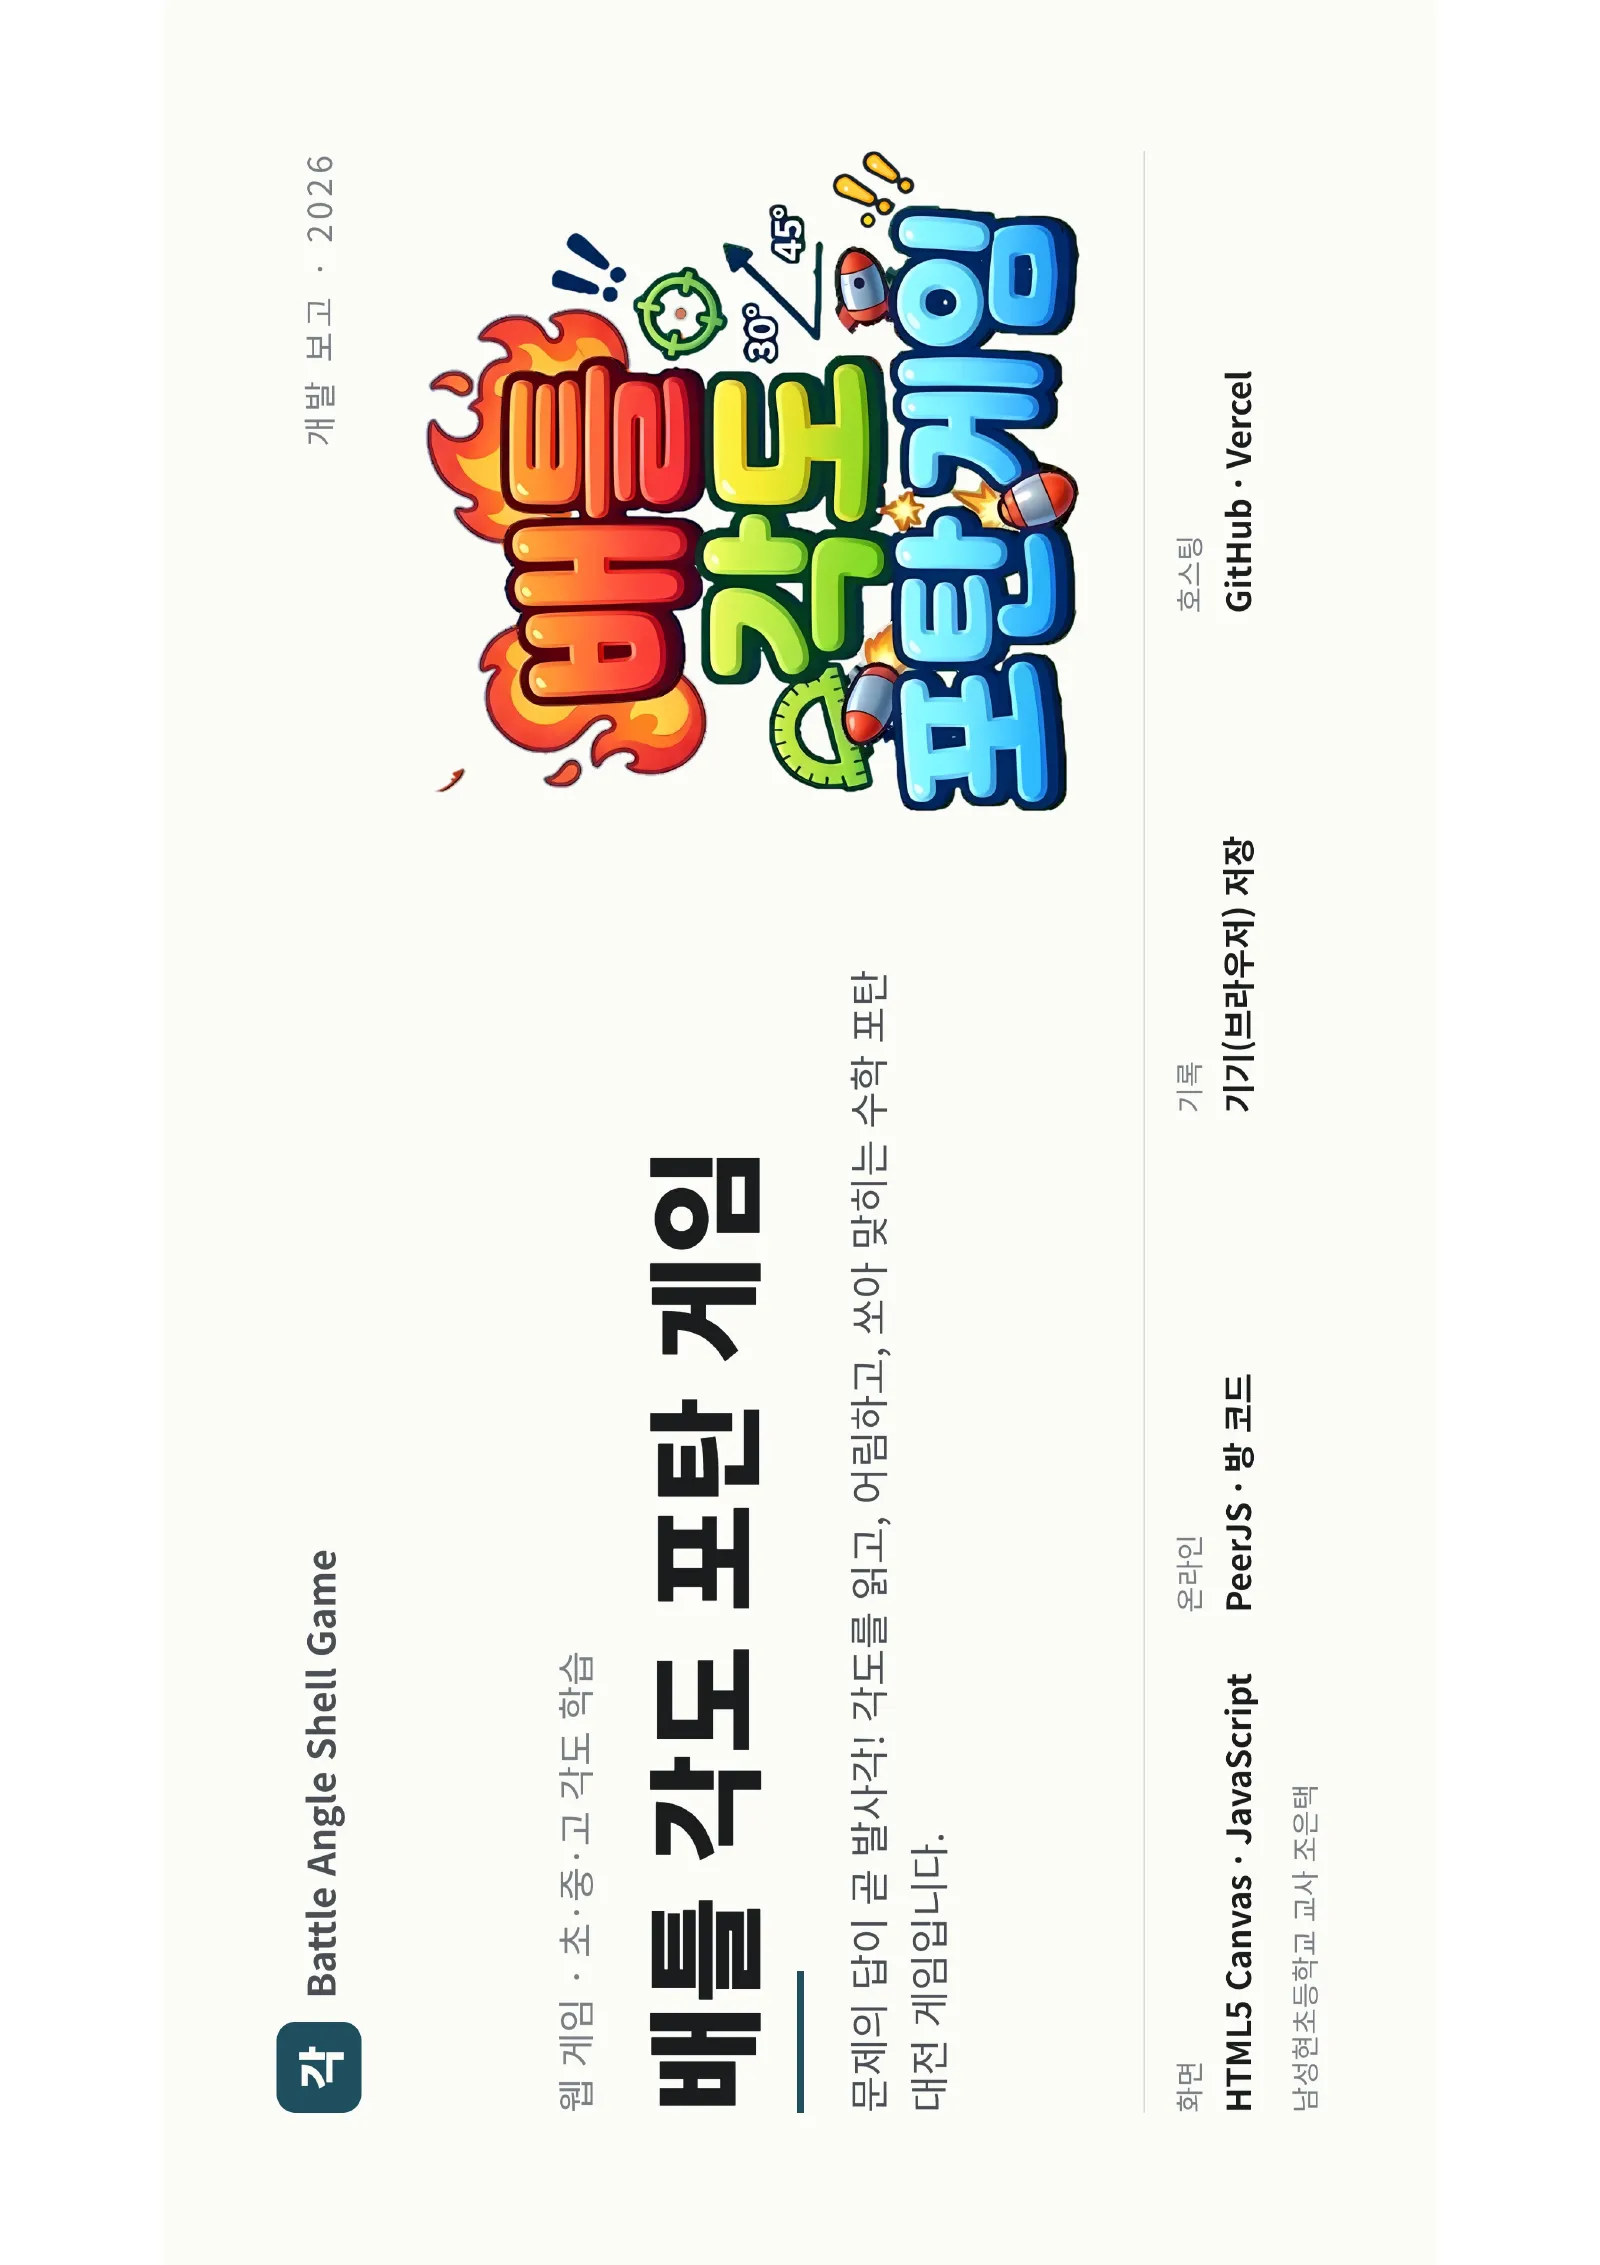 각
Battle Angle Shell Game
개발 보고 · 2026
웹 게임 · 초·중·고 각도 학습
배틀 각도 포탄 게임
문제의 답이 곧 발사각! 각도를 읽고, 어림하고, 쏘아 맞히는 수학 포탄
대전 게임입니다.
배틀
각도
30°
45°
포탄게임
화면
HTML5 Canvas · JavaScript
온라인
PeerJS · 방 코드
기록
기기(브라우저) 저장
호스팅
GitHub · Vercel
남성현초등학교 교사 조은택